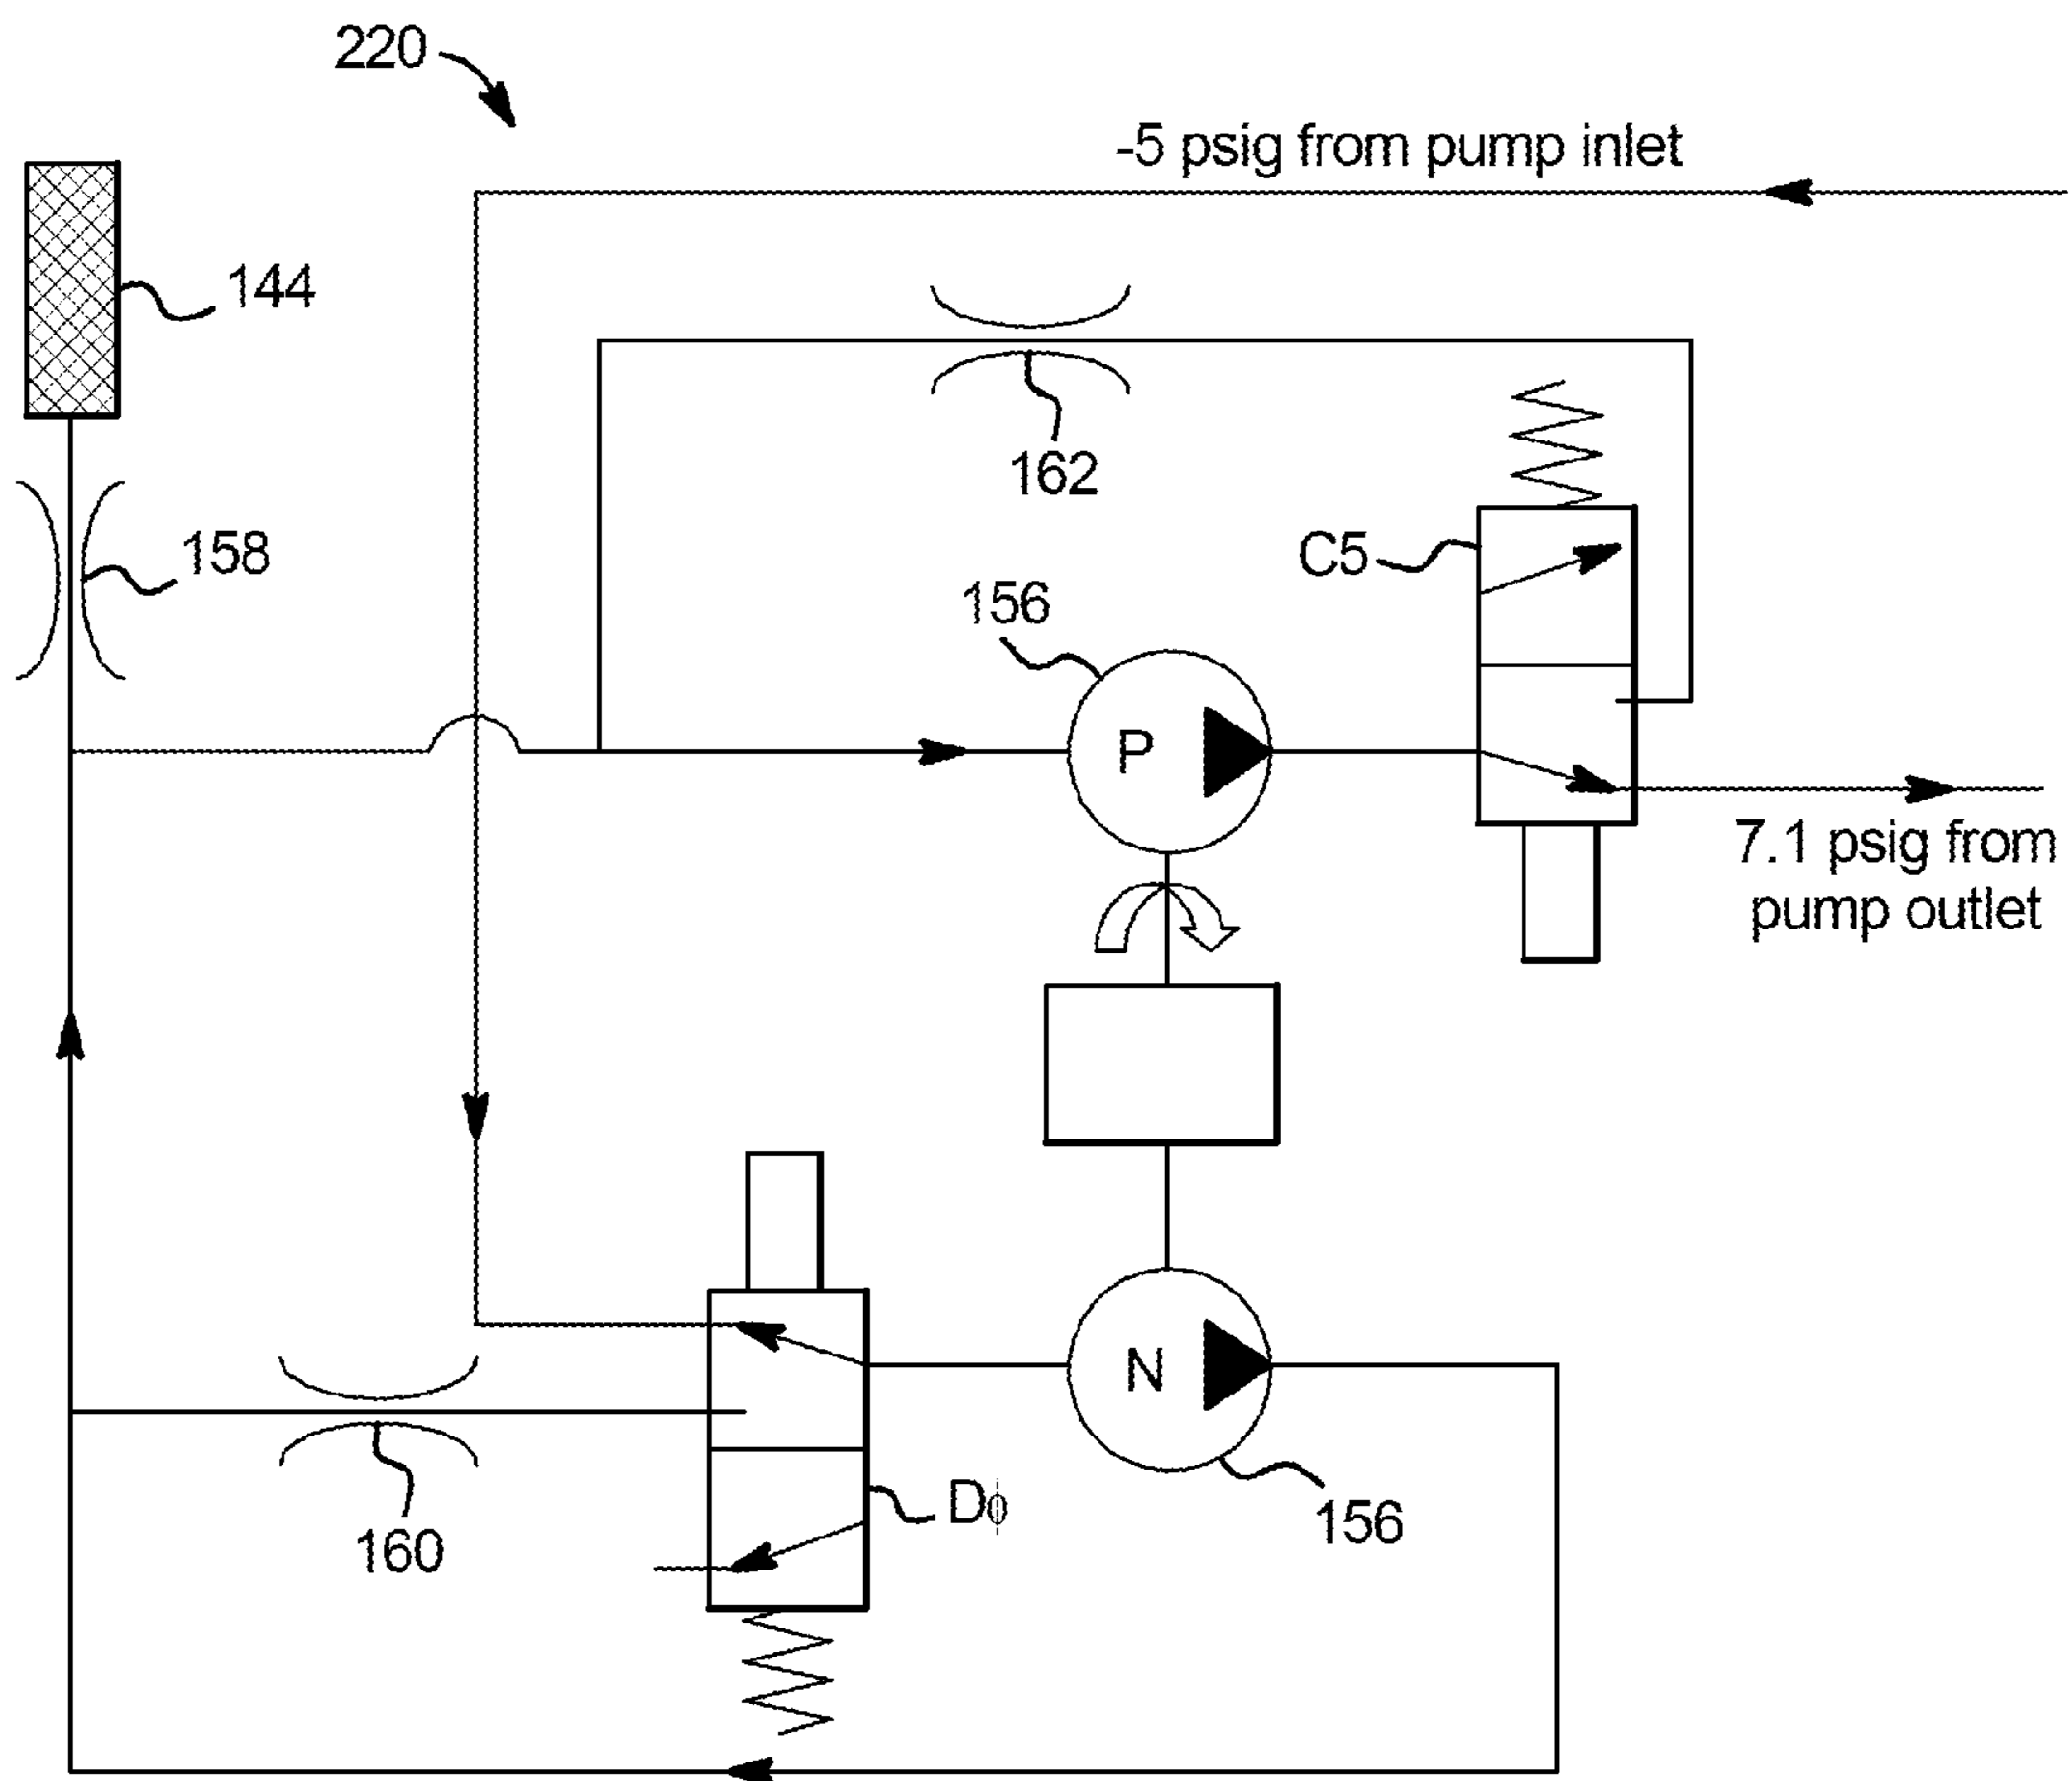 220
-5 psig from pump inlet
144
162
158
C5
156
P
7.1 psig from
pump outlet
N
D0
160
156